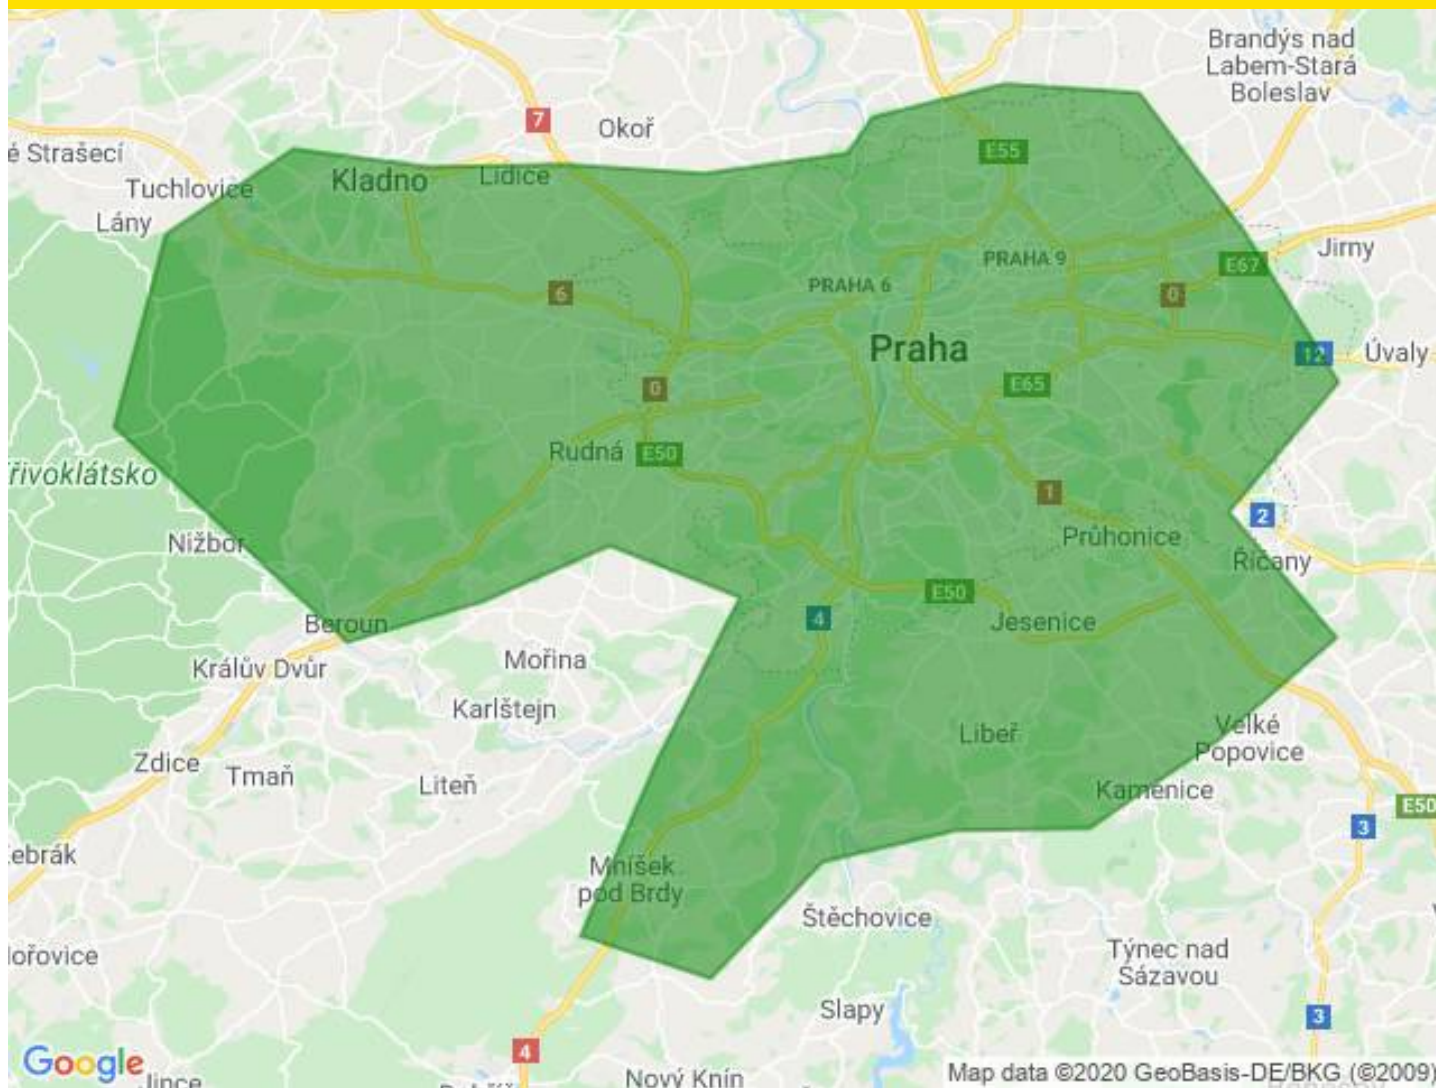 Brandýs nad
Labem-Stará
Boleslav
7
Okoř
E55
é Strašecí
Kladno
Lidice
Tuchlovice
Lány
Jirny
PRAHA 9
E67
PRAHA 6
6
0
Praha
12
Úvaly
E65
0
Rudná
E50
řivoklátsko
1
2
Průhonice
Nižbor
Říčany
E50
4
Jesenice
Beroun
Mořina
Králův Dvůr
Karlštejn
Libeř
Velké
Popovice
Zdice
Tmaň
Liteň
Kamenice
E50
3
ebrák
Mníšek
pod Brdy
Štěchovice
Týnec nad
Sázavou
ořovice
Slapy
3
4
Google
Nový Knín
Map data ©2020 GeoBasis-DE/BKG (©2009)